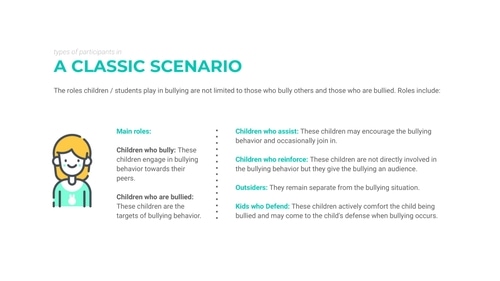 types of participants in
A CLASSIC SCENARIO
The roles children / students play in bullying are not limited to those who bully others and those who are bullied. Roles include:
Main roles:
Children who bully: These
children engage in bullying
behavior towards their
peers.
Children who are bullied:
These children are the
targets of bullying behavior.
Children who assist: These children may encourage the bullying
behavior and occasionally join in.
Children who reinforce: These children are not directly involved in
the bullying behavior but they give the bullying an audience.
Outsiders: They remain separate from the bullying situation.
Kids who Defend: These children actively comfort the child being
bullied and may come to the child's defense when bullying occurs.